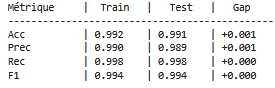 Métrique | Train | Test | Gap
----------------------------------------
Acc | 0.992 | 0.991 | +0.001
Prec | 0.990 | 0.989 | +0.001
Rec | 0.998 | 0.998 | +0.000
F1 | 0.994 | 0.994 | +0.000